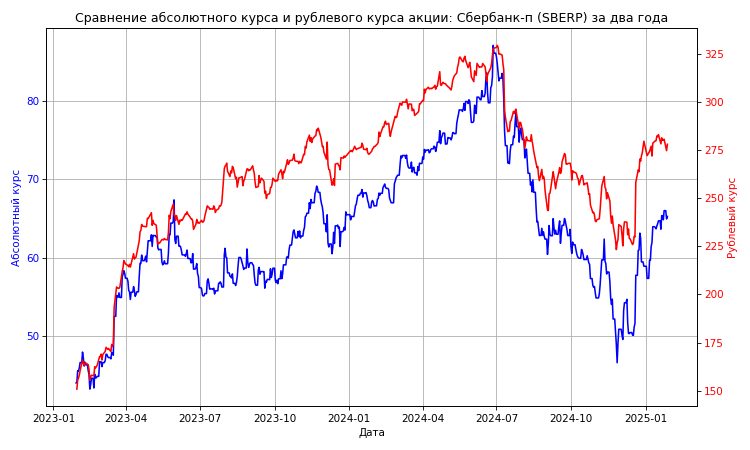 Сравнение абсолютного курса и рублевого курса акции: Сбербанк-п (SBERP) за два года
Абсолютный курс
80
70
60
50
325
300
275
250
225
200
175
150
Рублевый курс
2023-01 2023-04 2023-07 2023-10 2024-01 2024-04 2024-07 2024-10 2025-01
Дата